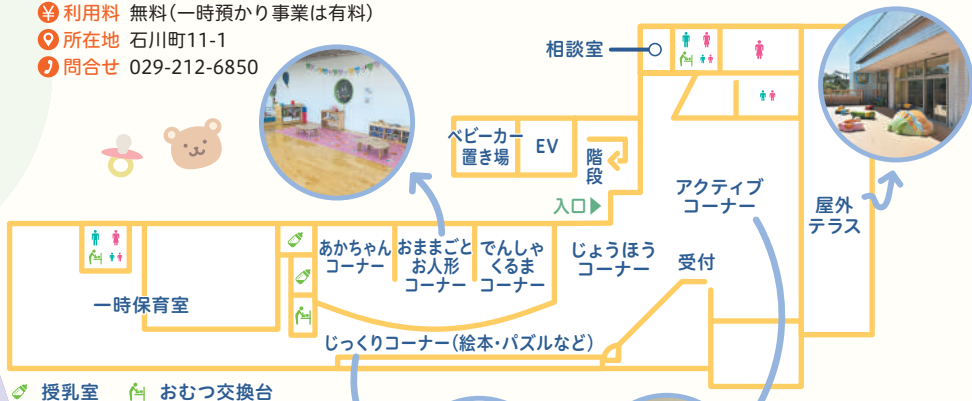 利用料 無料(一時預かり事業は有料)
所在地 石川町11-1
問合せ 029-212-6850
相談室
ベビーカー
置き場
EV
階段
入口▶
アクティブ
コーナー
屋外
テラス
あかちゃん
コーナー
おままごと
お人形
コーナー
でんしゃ
くるま
コーナー
じょうほう
コーナー
受付
一時保育室
じっくりコーナー(絵本・パズルなど)
授乳室 おむつ交換台